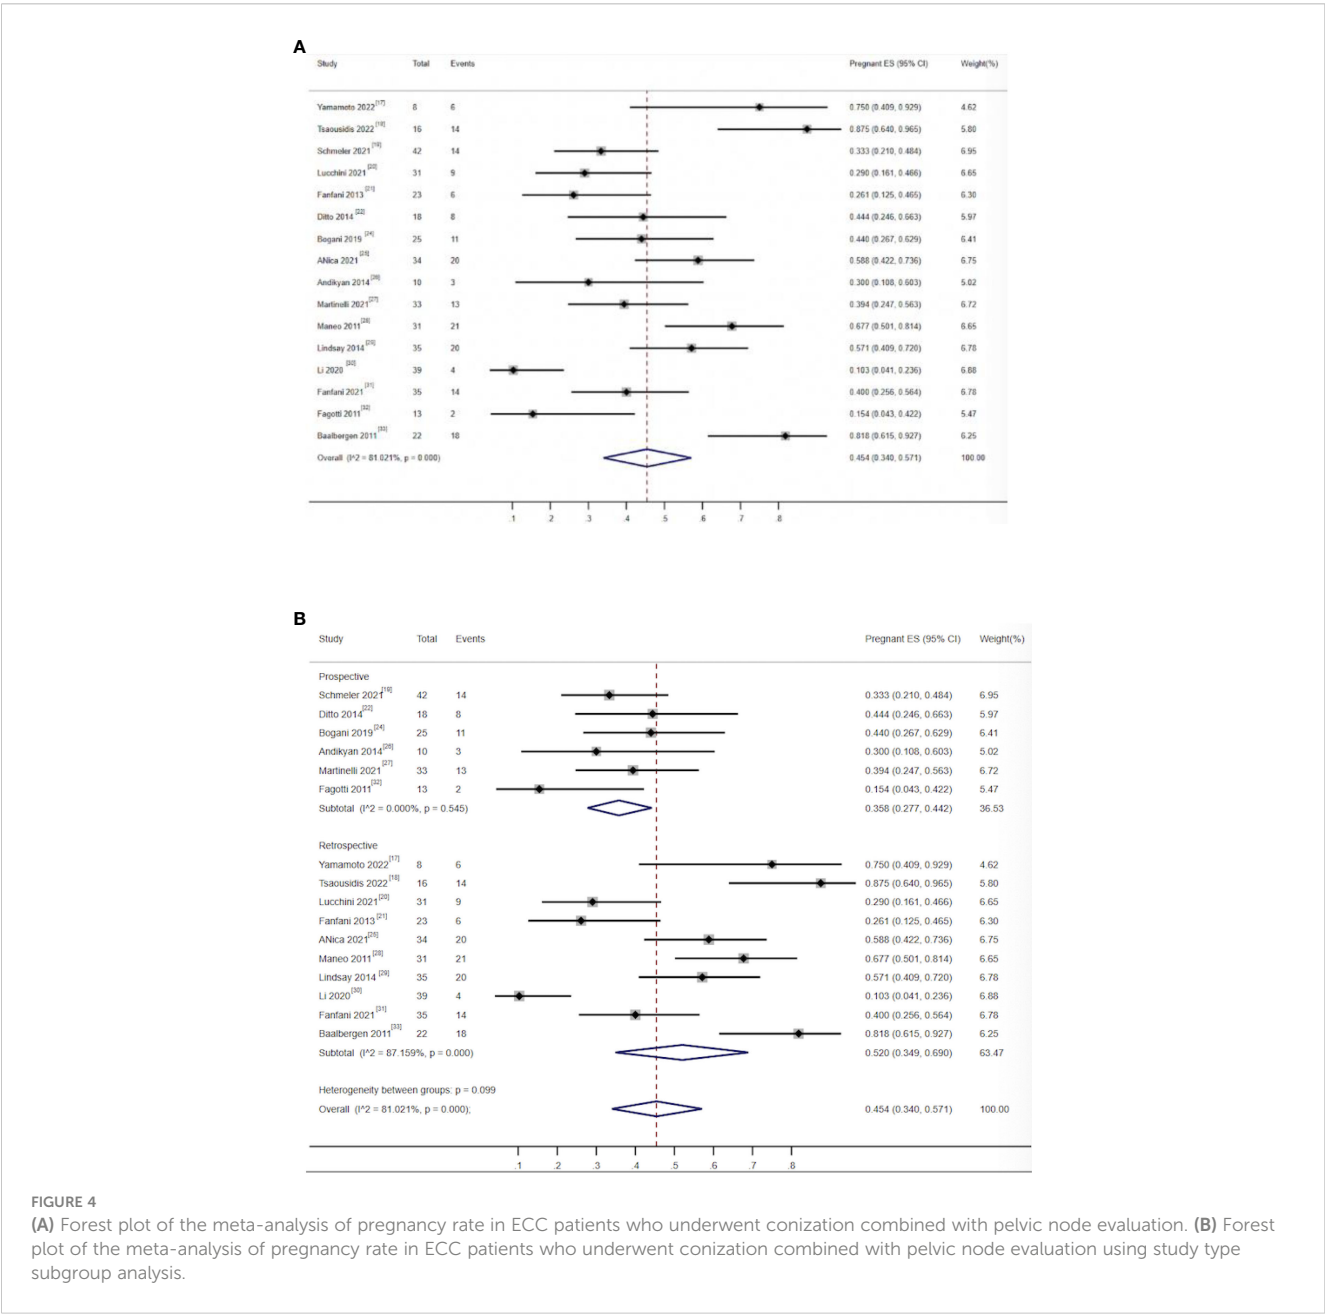 A
Study Total Events Pregnant ES (95% CI) Weight(%)
Yamamoto 2022[17] 8 6 0.750 (0.409, 0.929) 4.62
Tsaousidis 2022[18] 16 14 0.875 (0.640, 0.965) 5.80
Schmeler 2021[19] 42 14 0.333 (0.210, 0.484) 6.95
Lucchini 2021[20] 31 9 0.290 (0.161, 0.466) 6.65
Fanfani 2013[21] 23 6 0.261 (0.125, 0.465) 6.30
Ditto 2014[22] 18 8 0.444 (0.246, 0.663) 5.97
Bogani 2019[24] 25 11 0.440 (0.267, 0.629) 6.41
ANica 2021[25] 34 20 0.588 (0.422, 0.736) 6.75
Andikyan 2014[26] 10 3 0.300 (0.108, 0.603) 5.02
Martinelli 2021[27] 33 13 0.394 (0.247, 0.563) 6.72
Maneo 2011[28] 31 21 0.677 (0.501, 0.814) 6.65
Lindsay 2014[29] 35 20 0.571 (0.409, 0.720) 6.78
Li 2020[30] 39 4 0.103 (0.041, 0.236) 6.88
Fanfani 2021[31] 35 14 0.400 (0.256, 0.564) 6.78
Fagotti 2011[32] 13 2 0.154 (0.043, 0.422) 5.47
Baalbergen 2011[33] 22 18 0.818 (0.615, 0.927) 6.25
Overall (I^2 = 81.021%, p = 0.000) 0.454 (0.340, 0.571) 100.00
.1 .2 .3 .4 .5 .6 .7 .8
B
Study Total Events Pregnant ES (95% CI) Weight(%)
Prospective
Schmeler 2021[19] 42 14 0.333 (0.210, 0.484) 6.95
Ditto 2014[22] 18 8 0.444 (0.246, 0.663) 5.97
Bogani 2019[24] 25 11 0.440 (0.267, 0.629) 6.41
Andikyan 2014[26] 10 3 0.300 (0.108, 0.603) 5.02
Martinelli 2021[27] 33 13 0.394 (0.247, 0.563) 6.72
Fagotti 2011[32] 13 2 0.154 (0.043, 0.422) 5.47
Subtotal (I^2 = 0.000%, p = 0.545) 0.358 (0.277, 0.442) 36.53
Retrospective
Yamamoto 2022[17] 8 6 0.750 (0.409, 0.929) 4.62
Tsaousidis 2022[18] 16 14 0.875 (0.640, 0.965) 5.80
Lucchini 2021[20] 31 9 0.290 (0.161, 0.466) 6.65
Fanfani 2013[21] 23 6 0.261 (0.125, 0.465) 6.30
ANica 2021[25] 34 20 0.588 (0.422, 0.736) 6.75
Maneo 2011[28] 31 21 0.677 (0.501, 0.814) 6.65
Lindsay 2014[29] 35 20 0.571 (0.409, 0.720) 6.78
Li 2020[30] 39 4 0.103 (0.041, 0.236) 6.88
Fanfani 2021[31] 35 14 0.400 (0.256, 0.564) 6.78
Baalbergen 2011[33] 22 18 0.818 (0.615, 0.927) 6.25
Subtotal (I^2 = 87.159%, p = 0.000) 0.520 (0.349, 0.690) 63.47
Heterogeneity between groups: p = 0.099
Overall (I^2 = 81.021%, p = 0.000); 0.454 (0.340, 0.571) 100.00
.1 .2 .3 .4 .5 .6 .7 .8
FIGURE 4
(A) Forest plot of the meta-analysis of pregnancy rate in ECC patients who underwent conization combined with pelvic node evaluation. (B) Forest
plot of the meta-analysis of pregnancy rate in ECC patients who underwent conization combined with pelvic node evaluation using study type
subgroup analysis.